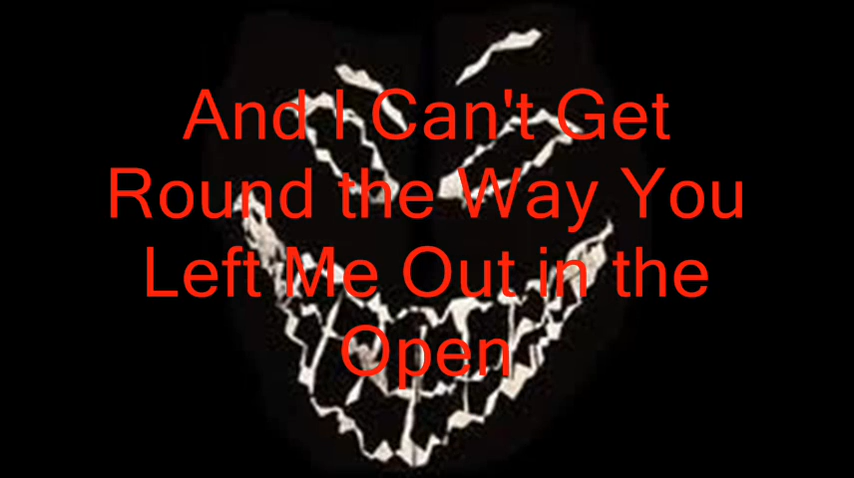 And I Can't Get
Round the Way You
Left Me Out in the
Open